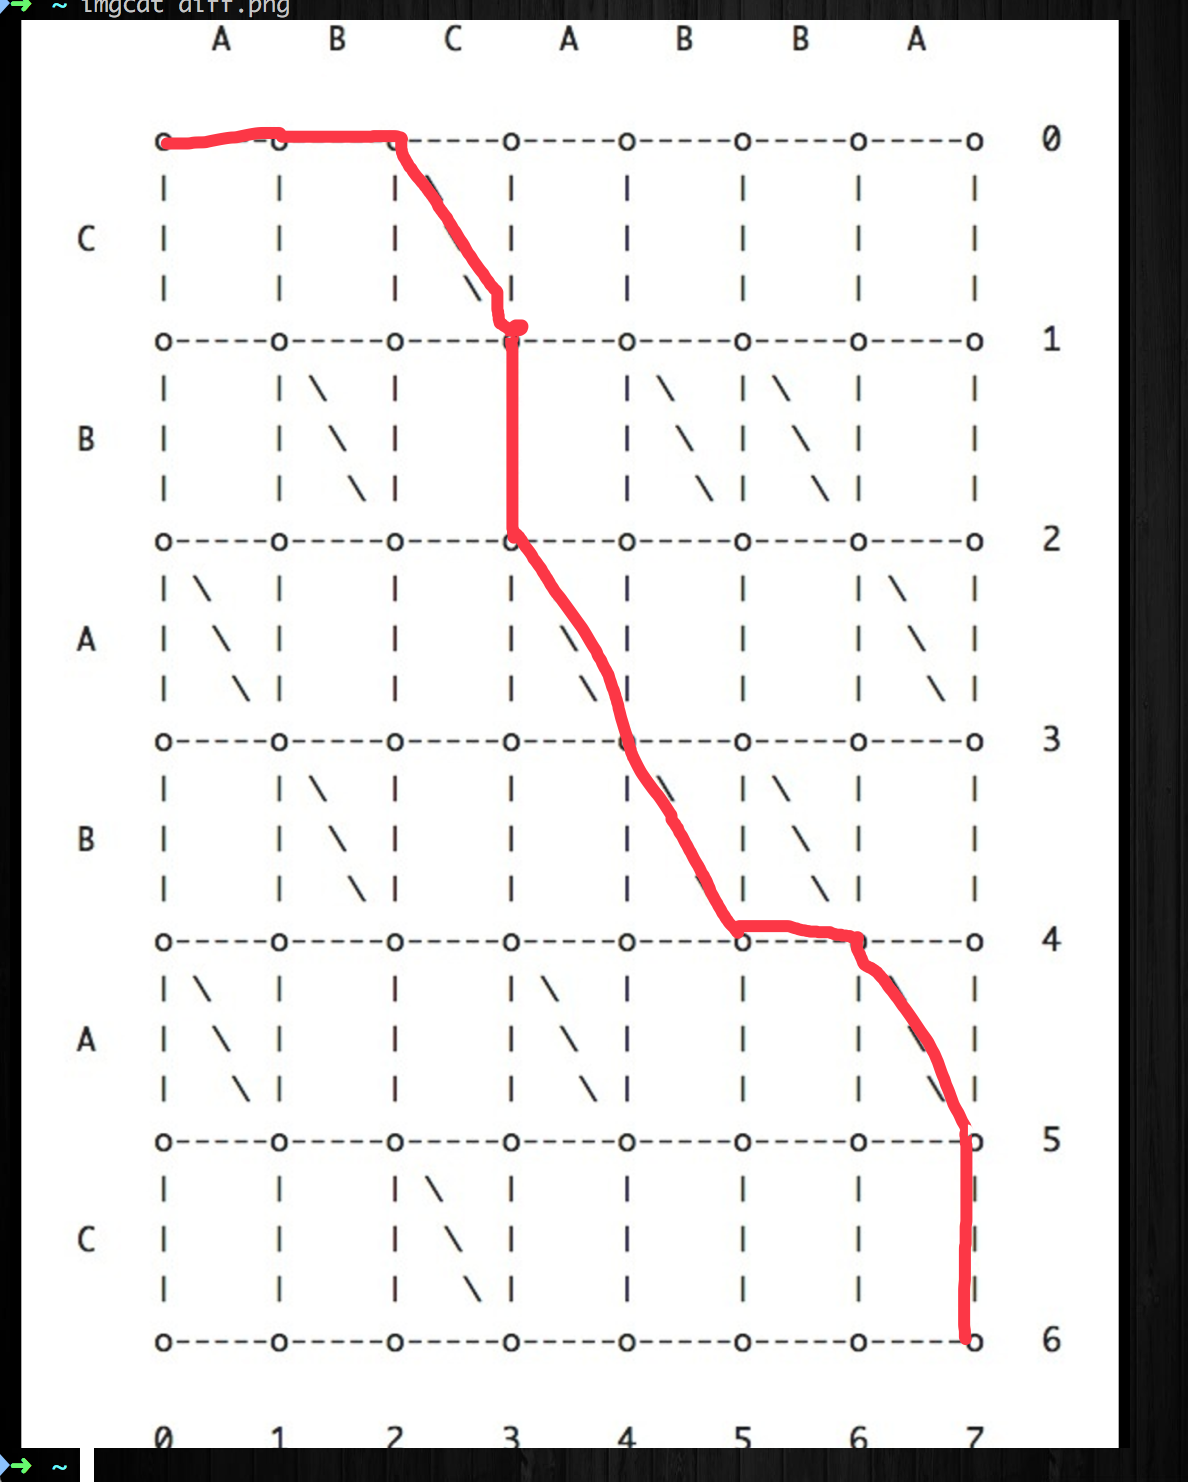 ➜ ~ imgcat diff.png
A B C A B B A
o-----o-----o-----o-----o-----o-----o-----o 0
| | | \ | | | | |
C | | | \ | | | | |
| | | \ | | | | |
o-----o-----o-----o-----o-----o-----o-----o 1
| | \ | | | \ | \ | |
B | | \ | | | \ | \ | |
| | \ | | | \ | \ | |
o-----o-----o-----o-----o-----o-----o-----o 2
| \ | | | \ | | | \ |
A | \ | | | \ | | | \ |
| \ | | | \ | | | \ |
o-----o-----o-----o-----o-----o-----o-----o 3
| | \ | | | \ | \ | |
B | | \ | | | \ | \ | |
| | \ | | | \ | \ | |
o-----o-----o-----o-----o-----o-----o-----o 4
| \ | | | \ | | | \ |
A | \ | | | \ | | | \ |
| \ | | | \ | | | \ |
o-----o-----o-----o-----o-----o-----o-----o 5
| | | \ | | | | |
C | | | \ | | | | |
| | | \ | | | | |
o-----o-----o-----o-----o-----o-----o-----o 6
0 1 2 3 4 5 6 7
➜ ~